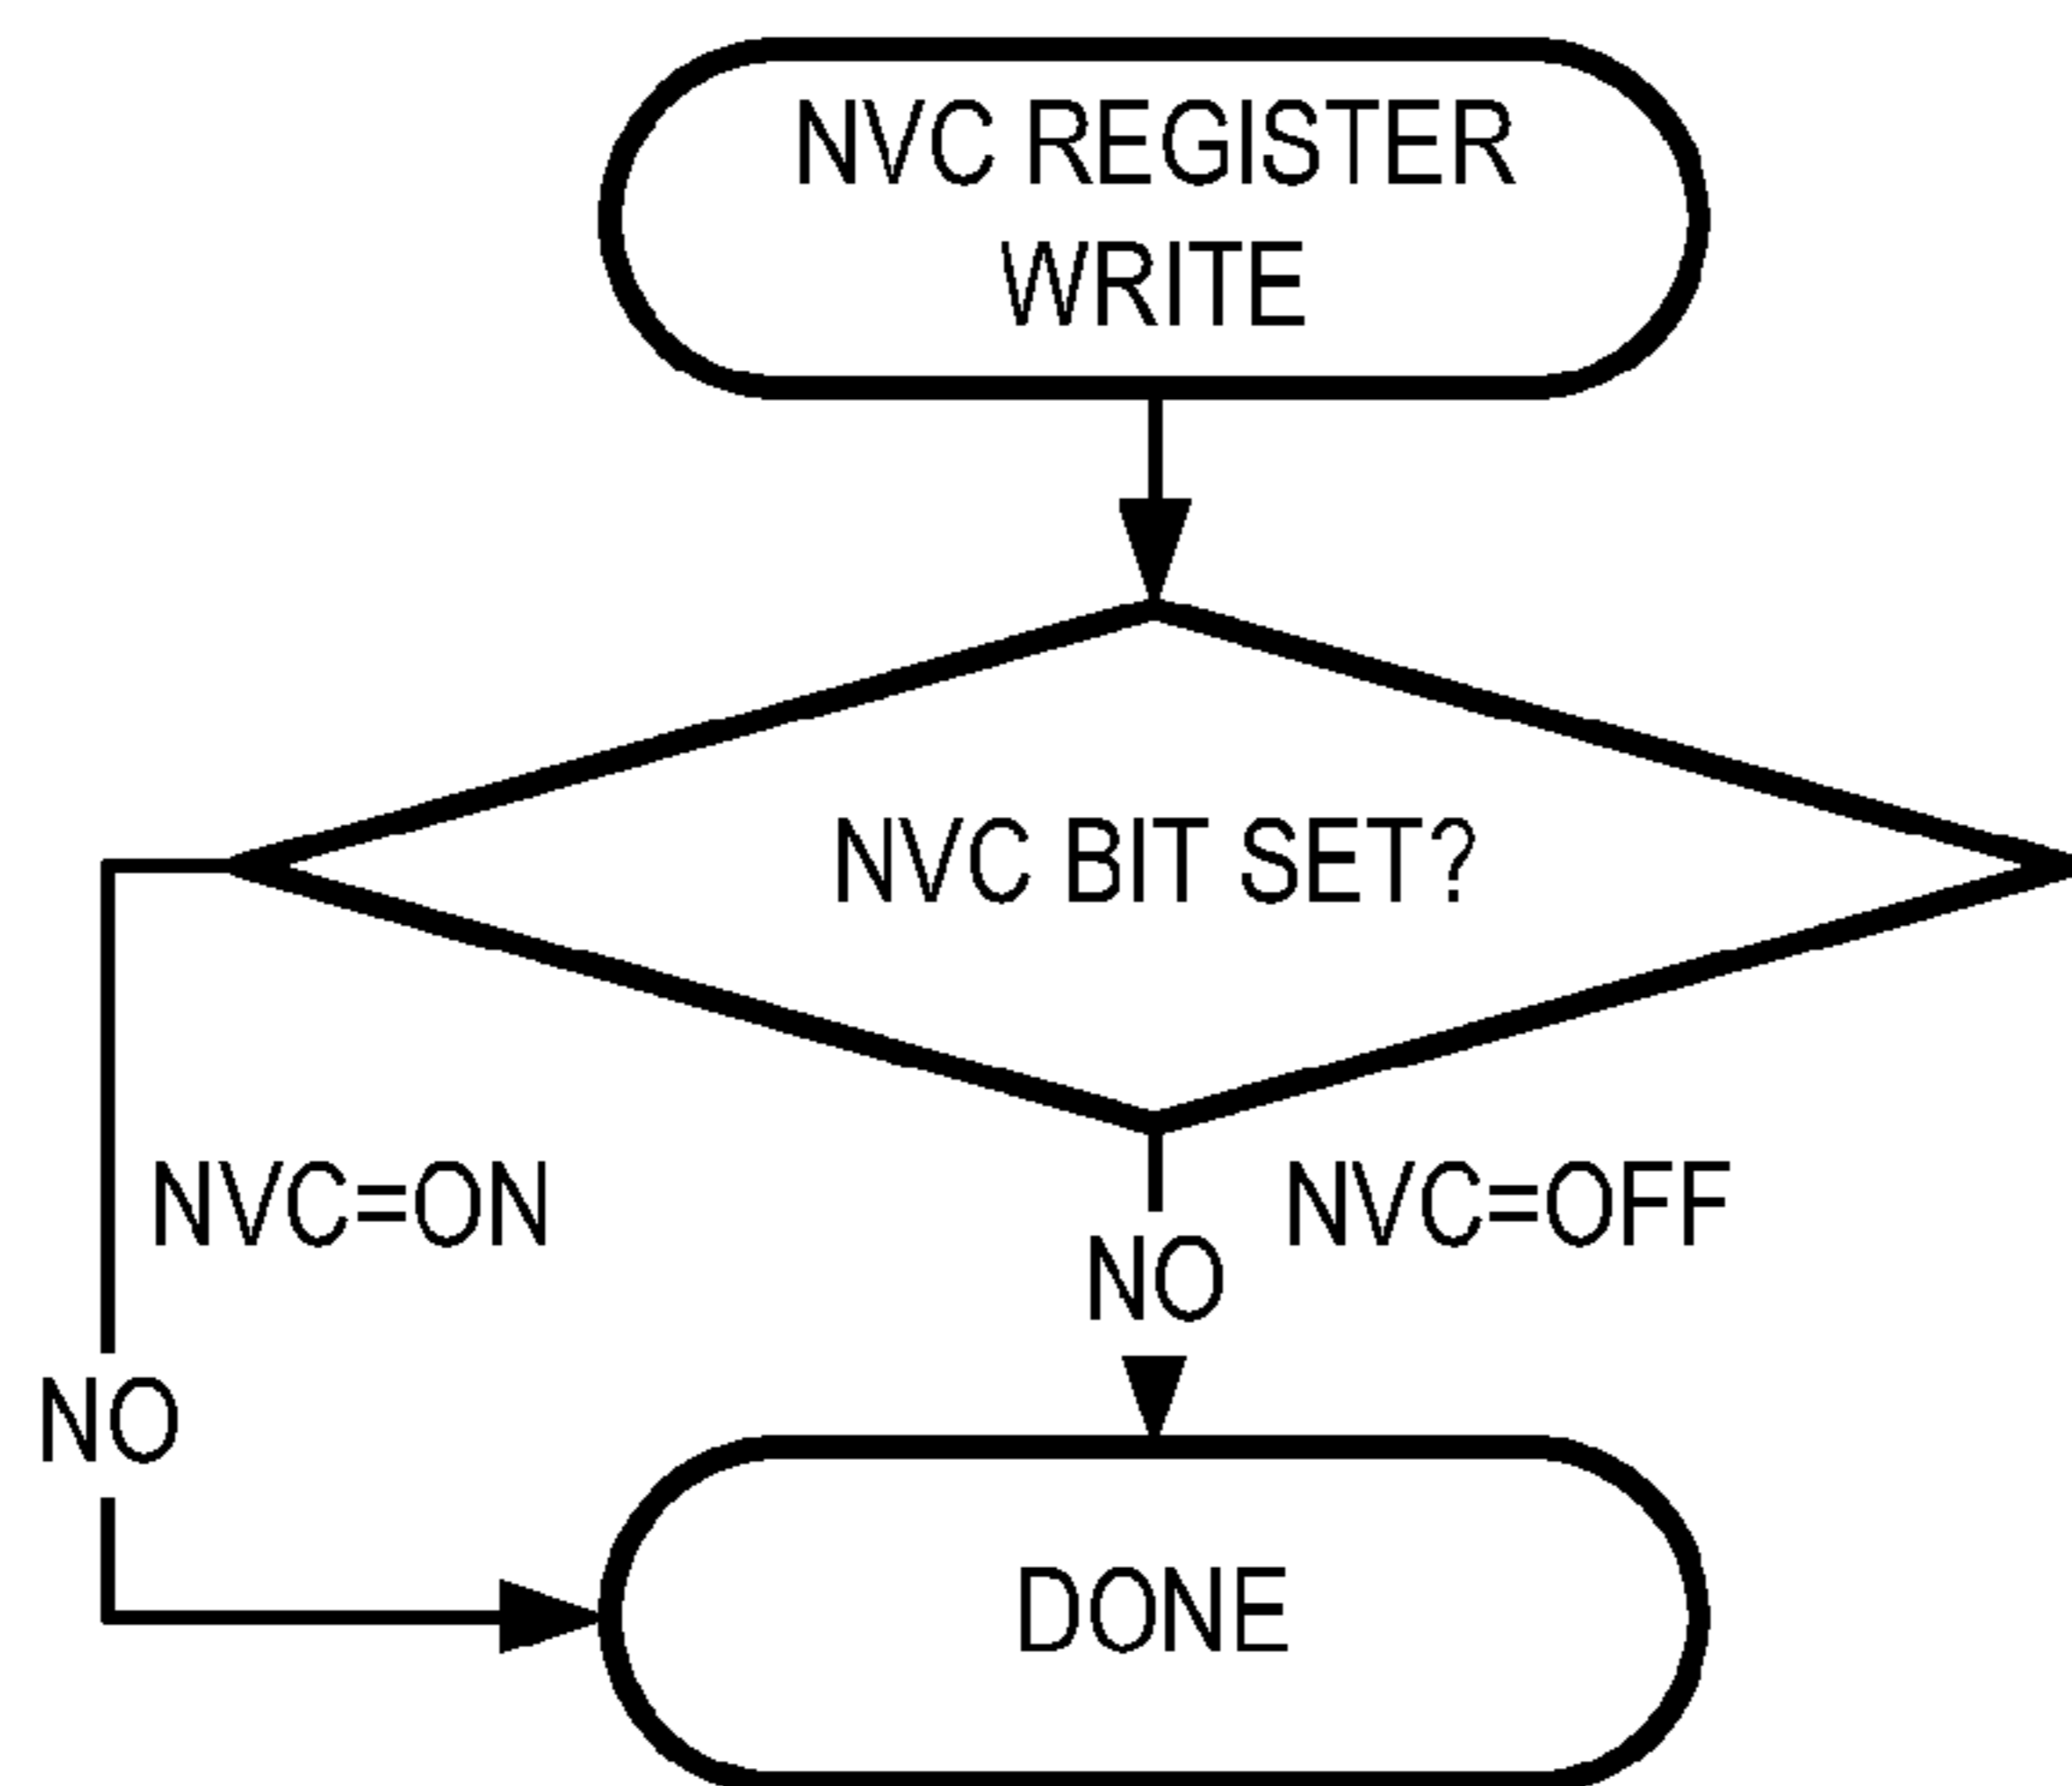 NVC REGISTER
WRITE
NVC BIT SET?
NVC=ON
NVC=OFF
NO
NO
DONE